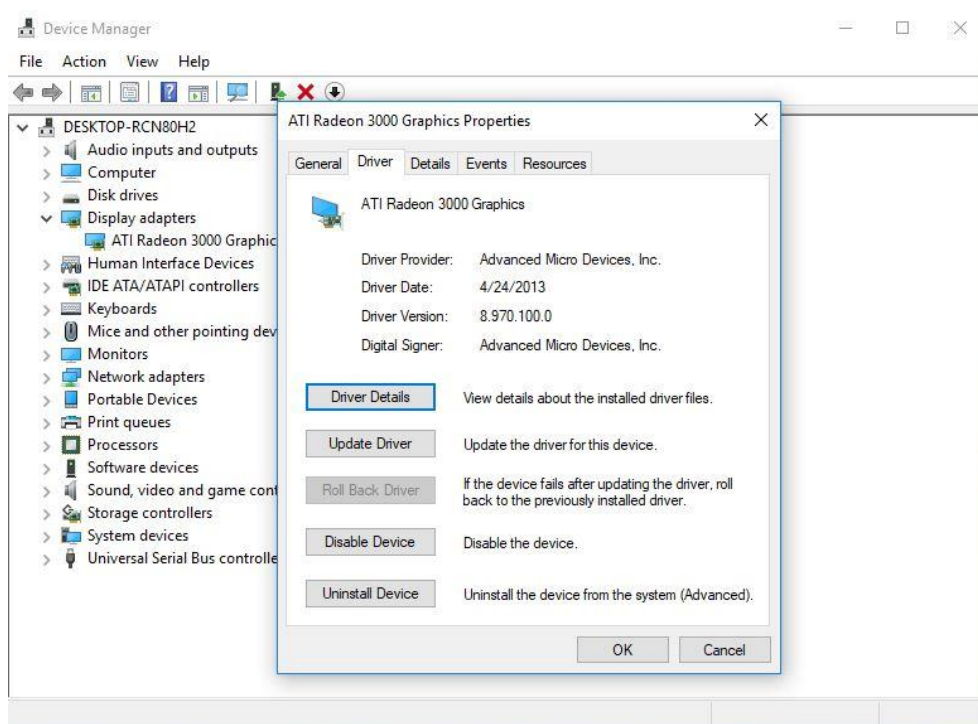 Device Manager
File Action View Help
DESKTOP-RCN80H2
Audio inputs and outputs
Computer
Disk drives
Display adapters
ATI Radeon 3000 Graphic
Human Interface Devices
IDE ATA/ATAPI controllers
Keyboards
Mice and other pointing dev
Monitors
Network adapters
Portable Devices
Print queues
Processors
Software devices
Sound, video and game cont
Storage controllers
System devices
Universal Serial Bus controlle
ATI Radeon 3000 Graphics Properties
General Driver Details Events Resources
ATI Radeon 3000 Graphics
Driver Provider: Advanced Micro Devices, Inc.
Driver Date: 4/24/2013
Driver Version: 8.970.100.0
Digital Signer: Advanced Micro Devices, Inc.
Driver Details View details about the installed driver files.
Update Driver Update the driver for this device.
Roll Back Driver If the device fails after updating the driver, roll
back to the previously installed driver.
Disable Device Disable the device.
Uninstall Device Uninstall the device from the system (Advanced).
OK Cancel